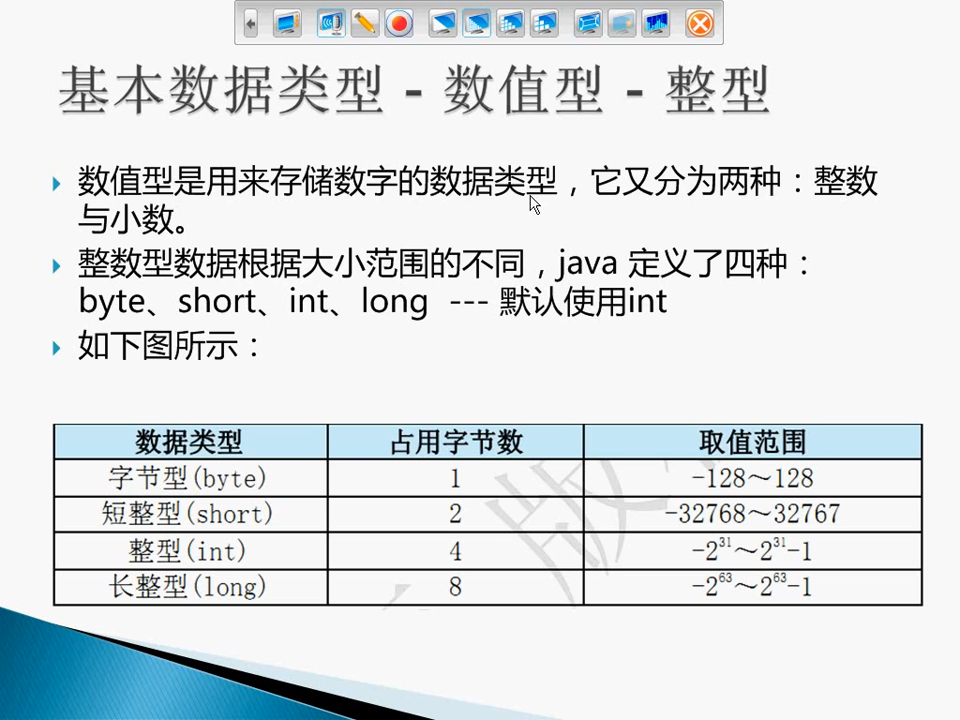 基本数据类型 - 数值型 - 整型
数值型是用来存储数字的数据类型，它又分为两种：整数
与小数。
整数型数据根据大小范围的不同，java 定义了四种：
byte、short、int、long --- 默认使用int
如下图所示：
数据类型 占用字节数 取值范围
字节型(byte) 1 -128～128
短整型(short) 2 -32768～32767
整型(int) 4 -2³¹～2³¹-1
长整型(long) 8 -2⁶³～2⁶³-1
版